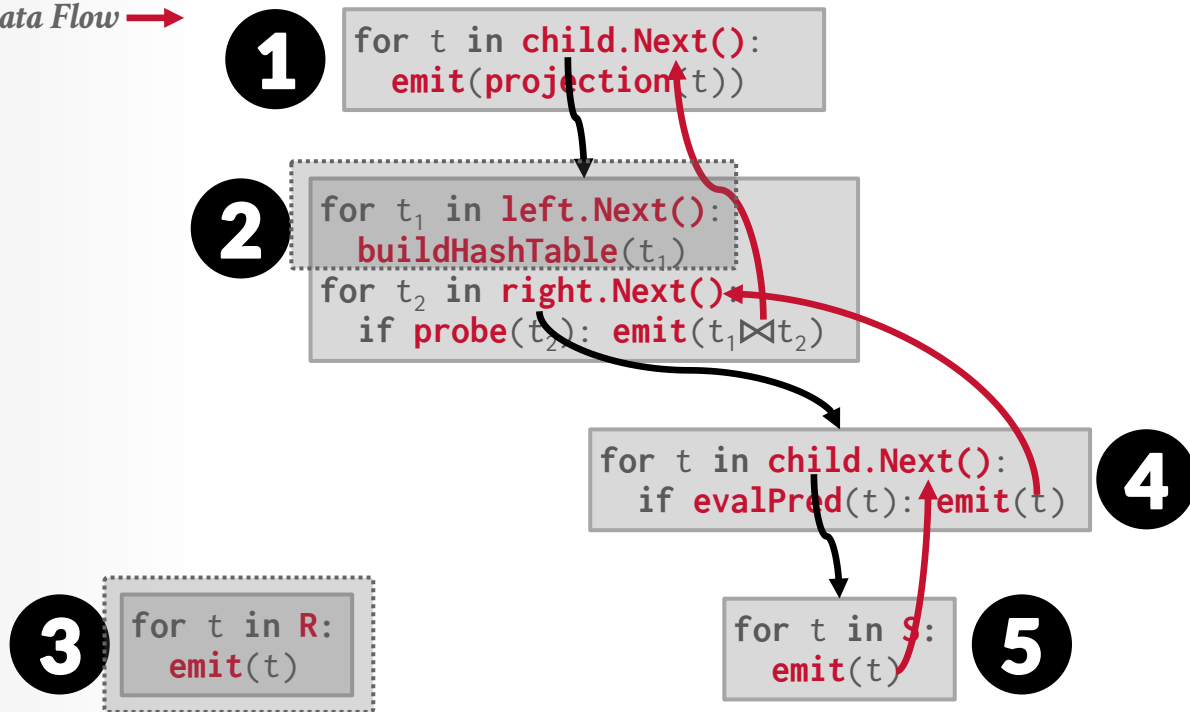 ata Flow
1
for t in child.Next():
emit(projection(t))
2
for t₁ in left.Next():
buildHashTable(t₁)
for t₂ in right.Next():
if probe(t₂): emit(t₁⨝t₂)
for t in child.Next():
if evalPred(t): emit(t)
4
3
for t in R:
emit(t)
for t in S:
emit(t)
5